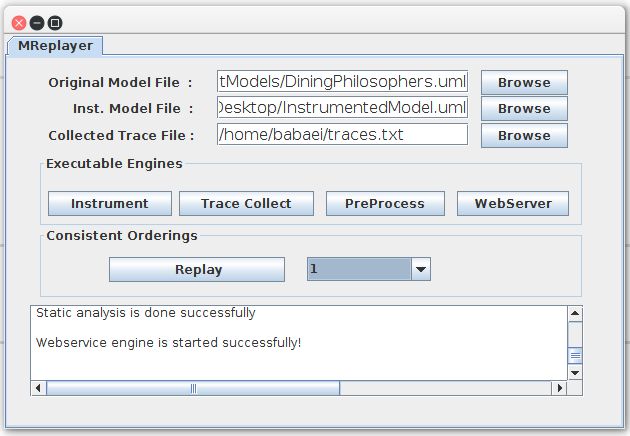 MReplayer
Original Model File : tModels/DiningPhilosophers.uml Browse
Inst. Model File : Desktop/InstrumentedModel.uml Browse
Collected Trace File : /home/babaei/traces.txt Browse
Executable Engines
Instrument Trace Collect PreProcess WebServer
Consistent Orderings
Replay 1
Static analysis is done successfully
Webservice engine is started successfully!